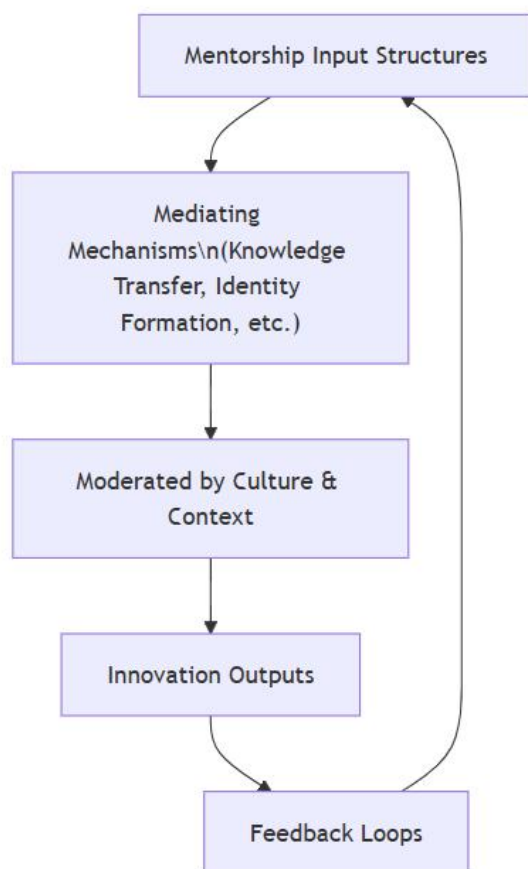 Mentorship Input Structures
Mediating
Mechanisms\n(Knowledge
Transfer, Identity
Formation, etc.)
Moderated by Culture &
Context
Innovation Outputs
Feedback Loops